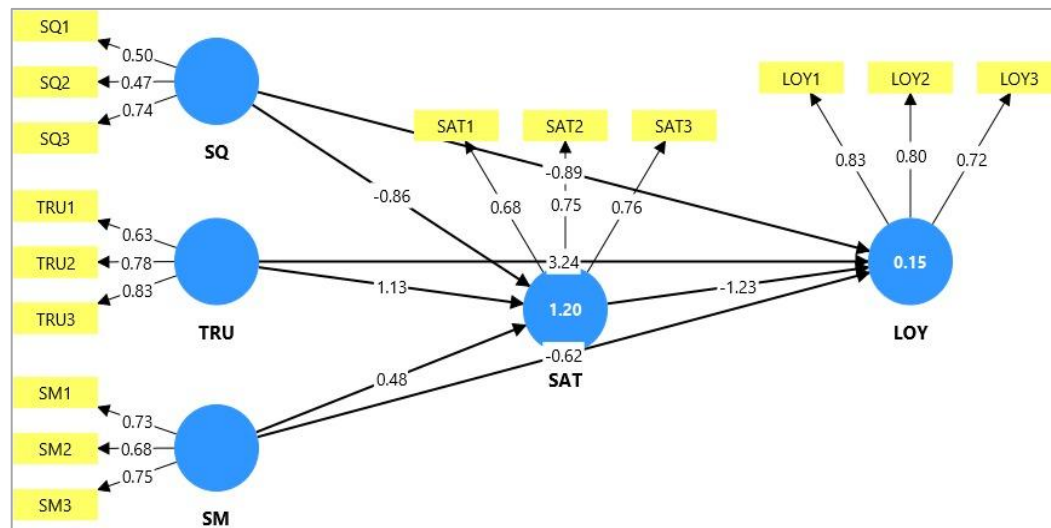 SQ1
0.50
SQ2
0.47
SQ3
0.74
SQ
TRU1
0.63
TRU2
0.78
TRU3
0.83
TRU
SM1
0.73
SM2
0.68
SM3
0.75
SM
-0.86
1.13
0.48
SAT1
SAT2
SAT3
0.68
0.75
0.76
1.20
SAT
-0.89
3.24
-1.23
-0.62
LOY1
LOY2
LOY3
0.83
0.80
0.72
0.15
LOY